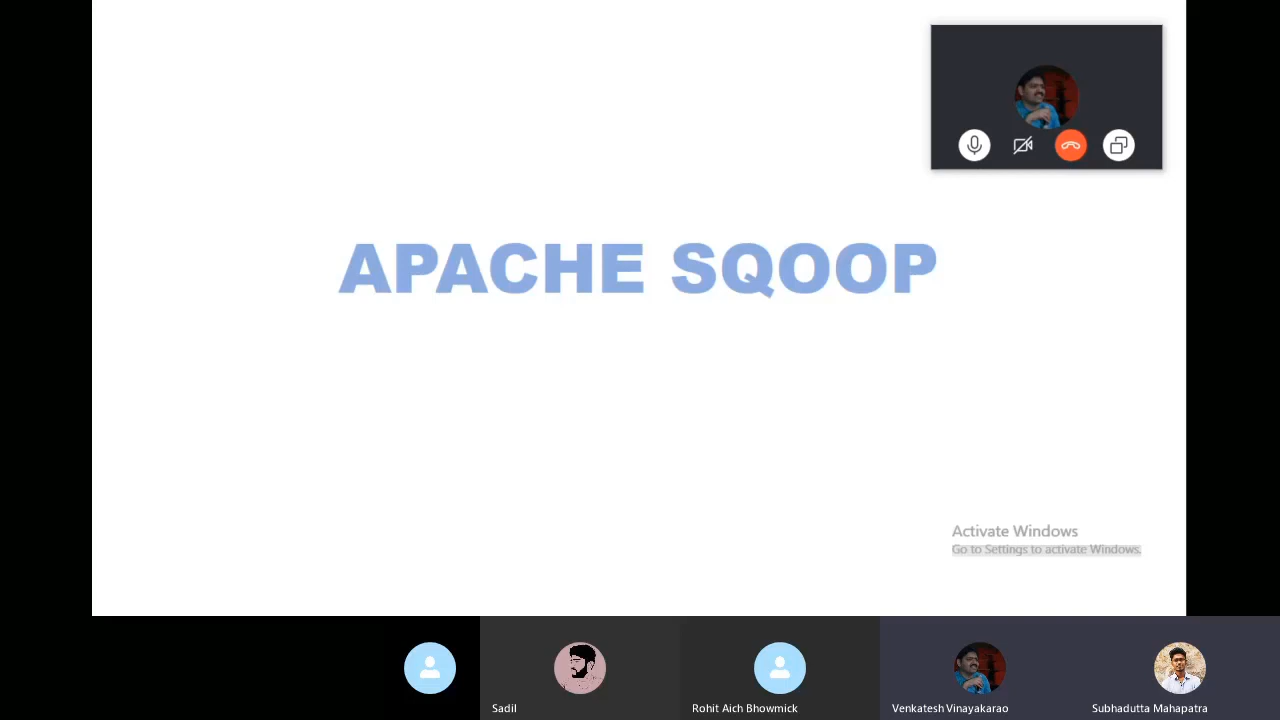 APACHE SQOOP
Activate Windows
Go to Settings to activate Windows.
Sadil
Rohit Aich Bhowmick
Venkatesh Vinayakarao
Subhadutta Mahapatra